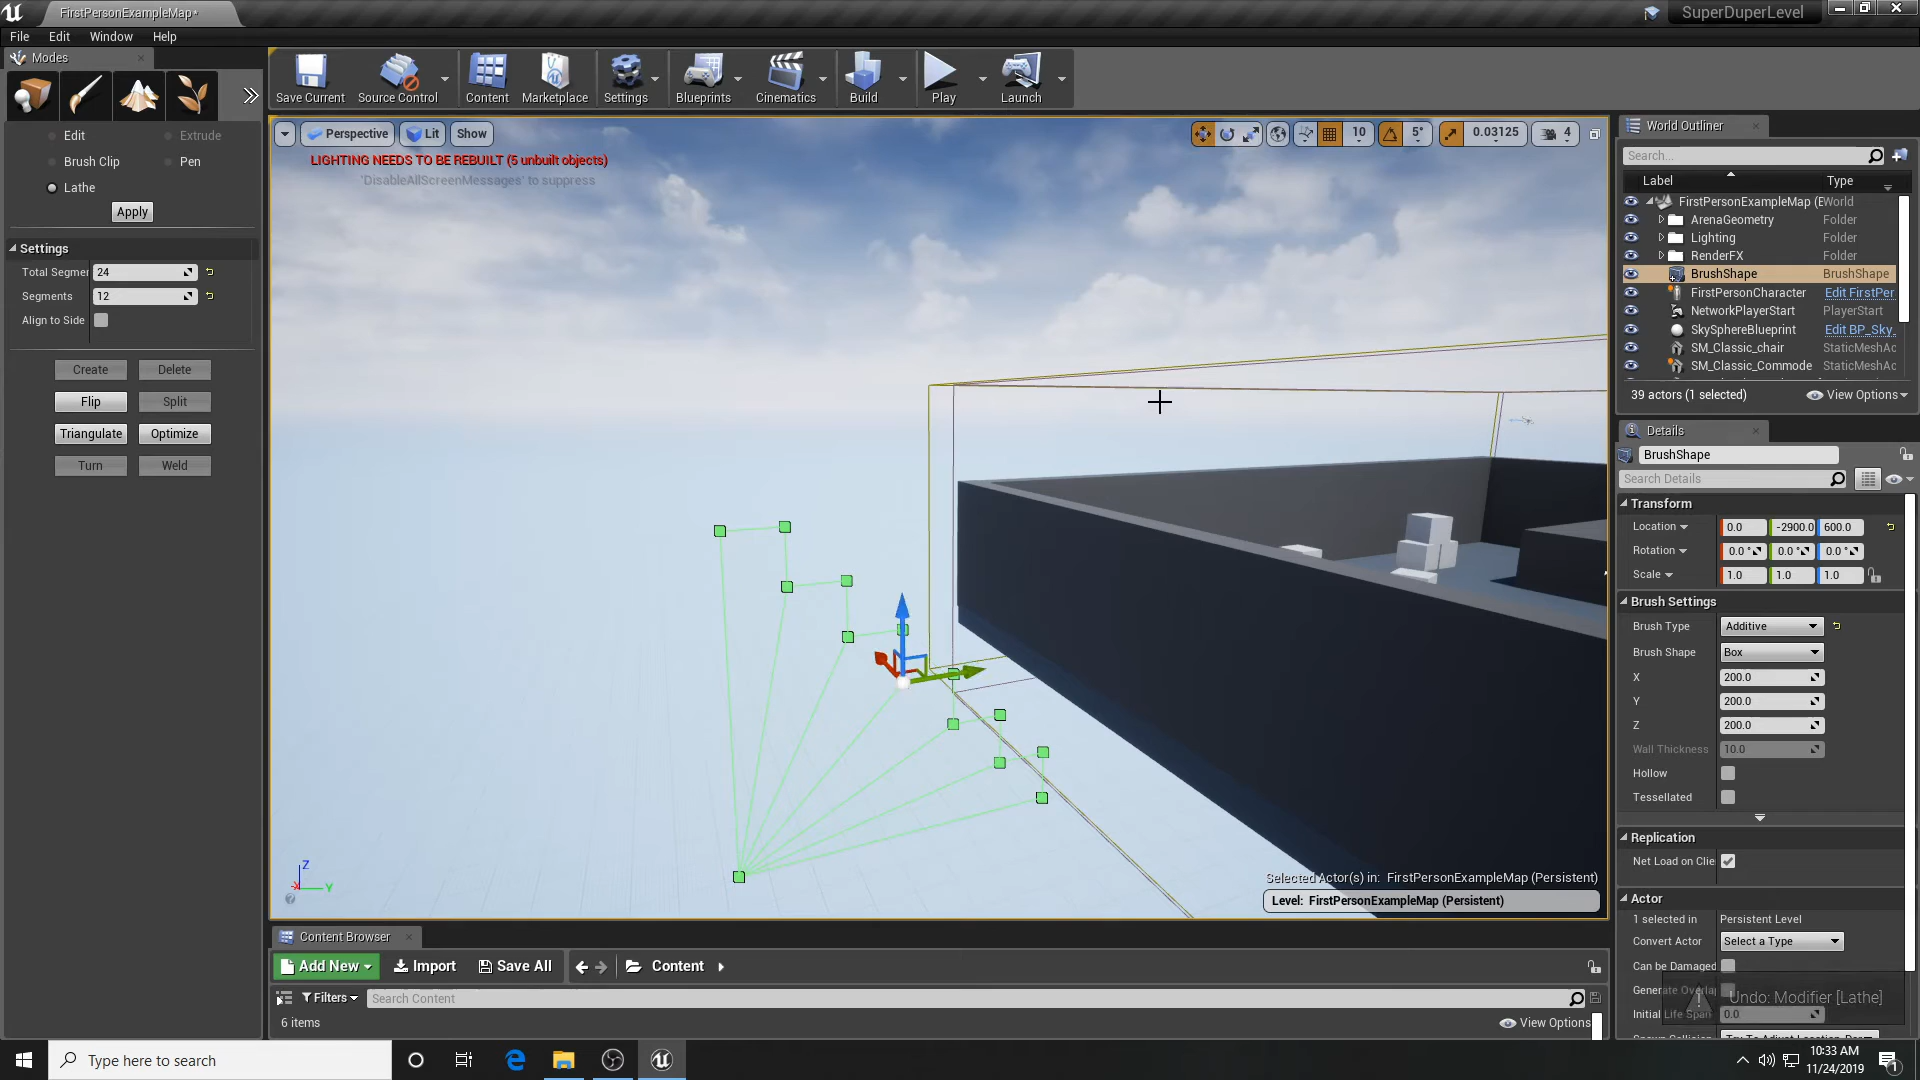 FirstPersonExampleMap*
SuperDuperLevel
File Edit Window Help
Modes
Save Current Source Control Content Marketplace Settings Blueprints Cinematics Build Play Launch
Edit Extrude
Brush Clip Pen
Lathe
Apply
Settings
Total Segmer 24
Segments 12
Align to Side
Create Delete
Flip Split
Triangulate Optimize
Turn Weld
Perspective Lit Show
10 5° 0.03125 4
LIGHTING NEEDS TO BE REBUILT (5 unbuilt objects)
'DisableAllScreenMessages' to suppress
Z
X Y
Selected Actor(s) in: FirstPersonExampleMap (Persistent)
Level: FirstPersonExampleMap (Persistent)
World Outliner
Search...
Label Type
FirstPersonExampleMap (E World
ArenaGeometry Folder
Lighting Folder
RenderFX Folder
BrushShape BrushShape
FirstPersonCharacter Edit FirstPer
NetworkPlayerStart PlayerStart
SkySphereBlueprint Edit BP_Sky_
SM_Classic_chair StaticMeshAc
SM_Classic_Commode StaticMeshAc
39 actors (1 selected) View Options
Details
BrushShape
Search Details
Transform
Location 0.0 -2900.0 600.0
Rotation 0.0 ° 0.0 ° 0.0 °
Scale 1.0 1.0 1.0
Brush Settings
Brush Type Additive
Brush Shape Box
X 200.0
Y 200.0
Z 200.0
Wall Thickness 10.0
Hollow
Tessellated
Replication
Net Load on Clie
Actor
1 selected in Persistent Level
Convert Actor Select a Type
Can be Damaged
Generate Overlap
Undo: Modifier [Lathe]
Initial Life Span 0.0
Content Browser
Add New Import Save All Content
Filters Search Content
6 items View Options
Type here to search
10:33 AM
11/24/2019
1